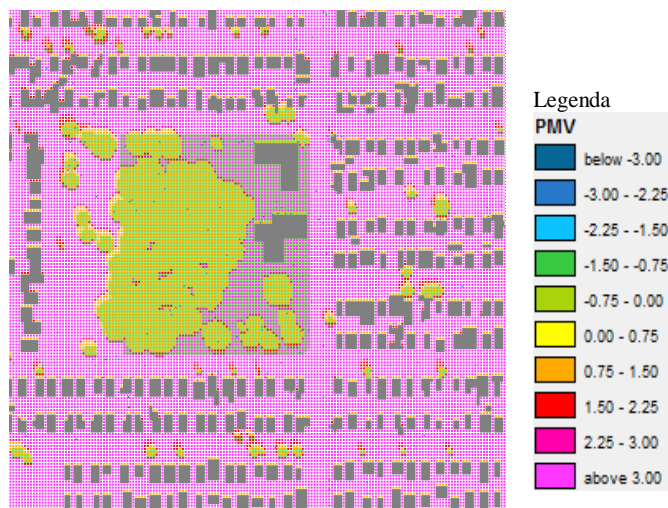 Legenda
PMV
below -3.00
-3.00 - -2.25
-2.25 - -1.50
-1.50 - -0.75
-0.75 - 0.00
0.00 - 0.75
0.75 - 1.50
1.50 - 2.25
2.25 - 3.00
above 3.00